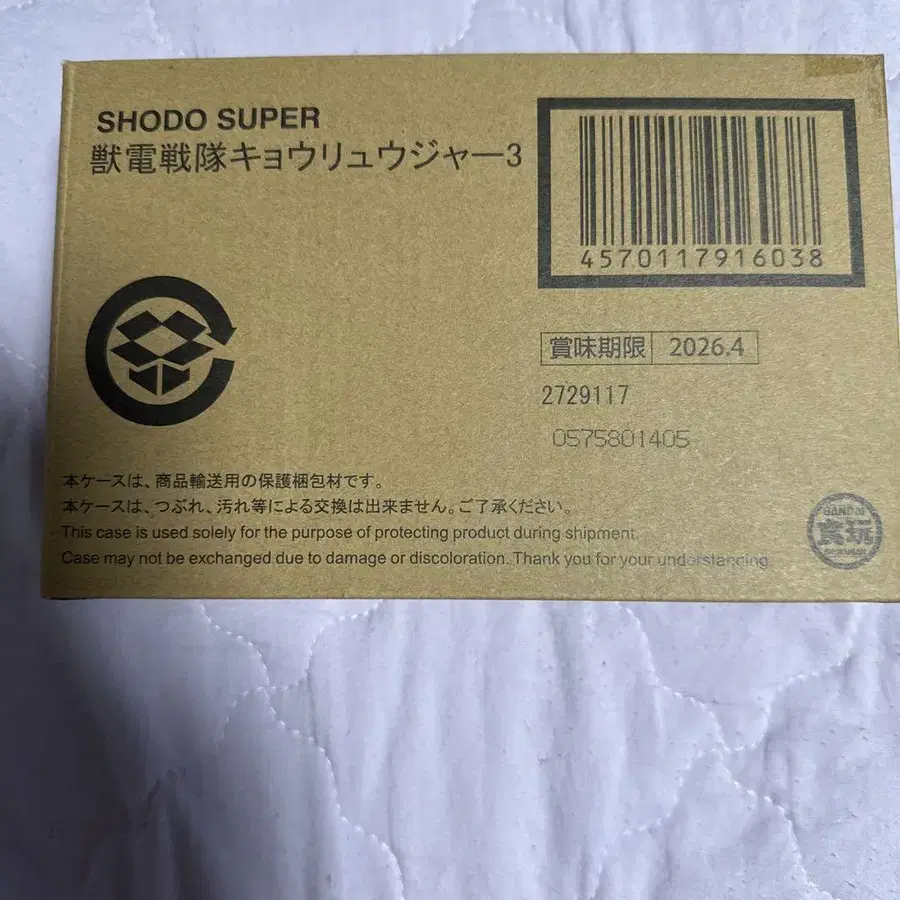 SHODO SUPER
獣電戦隊キョウリュウジャー3
4570117916038
賞味期限 2026.4
2729117
0575801405
本ケースは、商品輸送用の保護梱包材です。
本ケースは、つぶれ、汚れ等による交換は出来ません。ご了承ください。
This case is used solely for the purpose of protecting product during shipment.
Case may not be exchanged due to damage or discoloration. Thank you for your understanding.
BANDAI
食玩